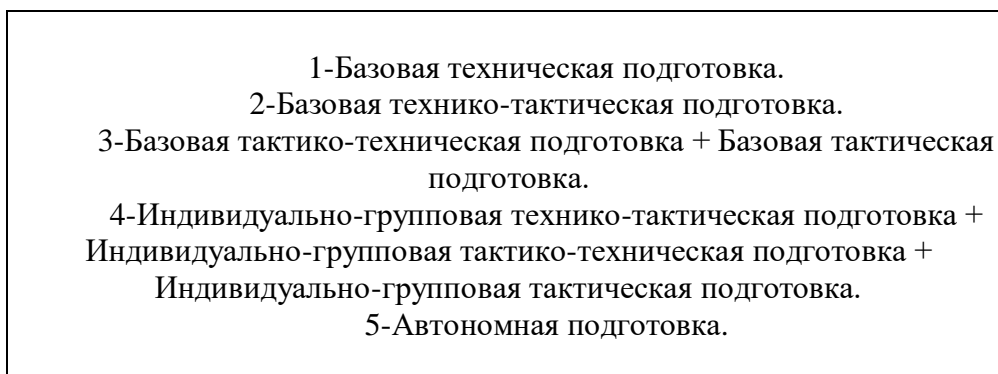 1-Базовая техническая подготовка.
2-Базовая технико-тактическая подготовка.
3-Базовая тактико-техническая подготовка + Базовая тактическая
подготовка.
4-Индивидуально-групповая технико-тактическая подготовка +
Индивидуально-групповая тактико-техническая подготовка +
Индивидуально-групповая тактическая подготовка.
5-Автономная подготовка.